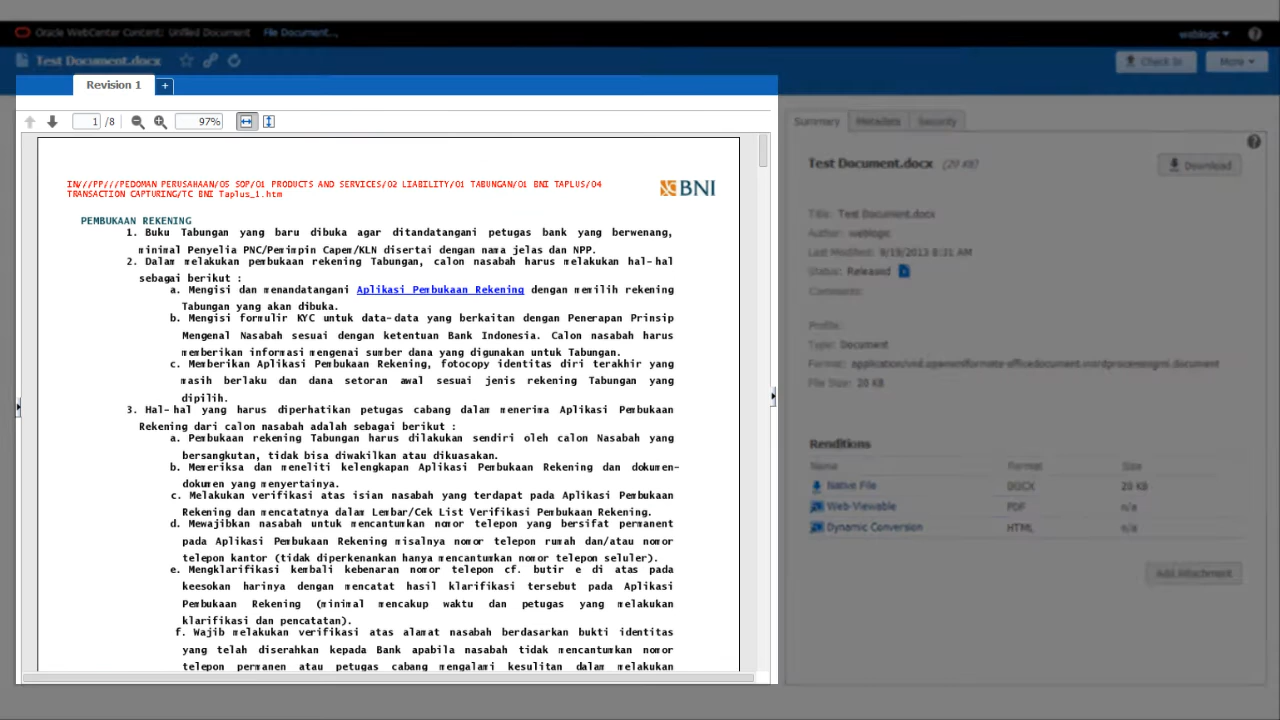 Oracle WebCenter Content: Unfiled Document File Document... weblogic
Test Document.docx Check In More
Revision 1 +
1 /8 97%
Summary Metadata Security
Test Document.docx (29 KB) Download
Title: Test Document.docx
Author: weblogic
Last Modified: 9/19/2013 8:31 AM
Status: Released
Comments:
Profile:
Type: Document
Format:
File Size: 20 KB
Renditions
Name Format Size
Native File DOCX 20 KB
Web-Viewable PDF n/a
Dynamic Conversion HTML n/a
Add Attachment
IN///PP///PEDOMAN PERUSAHAAN/05 SOP/01 PRODUCTS AND SERVICES/02 LIABILITY/01 TABUNGAN/01 BNI TAPLUS/04
TRANSACTION CAPTURING/TC BNI Taplus_1.htm
BNI
PEMBUKAAN REKENING
1. Buku Tabungan yang baru dibuka agar ditandatangani petugas bank yang berwenang,
minimal Penyelia PNC/Pemimpin Capem/KLN disertai dengan nama jelas dan NPP.
2. Dalam melakukan pembukaan rekening Tabungan, calon nasabah harus melakukan hal-hal
sebagai berikut :
a. Mengisi dan menandatangani Aplikasi Pembukaan Rekening dengan memilih rekening
Tabungan yang akan dibuka.
b. Mengisi formulir KYC untuk data-data yang berkaitan dengan Penerapan Prinsip
Mengenal Nasabah sesuai dengan ketentuan Bank Indonesia. Calon nasabah harus
memberikan informasi mengenai sumber dana yang digunakan untuk Tabungan.
c. Memberikan Aplikasi Pembukaan Rekening, fotocopy identitas diri terakhir yang
masih berlaku dan dana setoran awal sesuai jenis rekening Tabungan yang
dipilih.
3. Hal-hal yang harus diperhatikan petugas cabang dalam menerima Aplikasi Pembukaan
Rekening dari calon nasabah adalah sebagai berikut :
a. Pembukaan rekening Tabungan harus dilakukan sendiri oleh calon Nasabah yang
bersangkutan, tidak bisa diwakilkan atau dikuasakan.
b. Memeriksa dan meneliti kelengkapan Aplikasi Pembukaan Rekening dan dokumen-
dokumen yang menyertainya.
c. Melakukan verifikasi atas isian nasabah yang terdapat pada Aplikasi Pembukaan
Rekening dan mencatatnya dalam Lembar/Cek List Verifikasi Pembukaan Rekening.
d. Mewajibkan nasabah untuk mencantumkan nomor telepon yang bersifat permanent
pada Aplikasi Pembukaan Rekening misalnya nomor telepon rumah dan/atau nomor
telepon kantor (tidak diperkenankan hanya mencantumkan nomor telepon seluler).
e. Mengklarifikasi kembali kebenaran nomor telepon cf. butir e di atas pada
keesokan harinya dengan mencatat hasil klarifikasi tersebut pada Aplikasi
Pembukaan Rekening (minimal mencakup waktu dan petugas yang melakukan
klarifikasi dan pencatatan).
f. Wajib melakukan verifikasi atas alamat nasabah berdasarkan bukti identitas
yang telah diserahkan kepada Bank apabila nasabah tidak mencantumkan nomor
telepon permanen atau petugas cabang mengalami kesulitan dalam melakukan